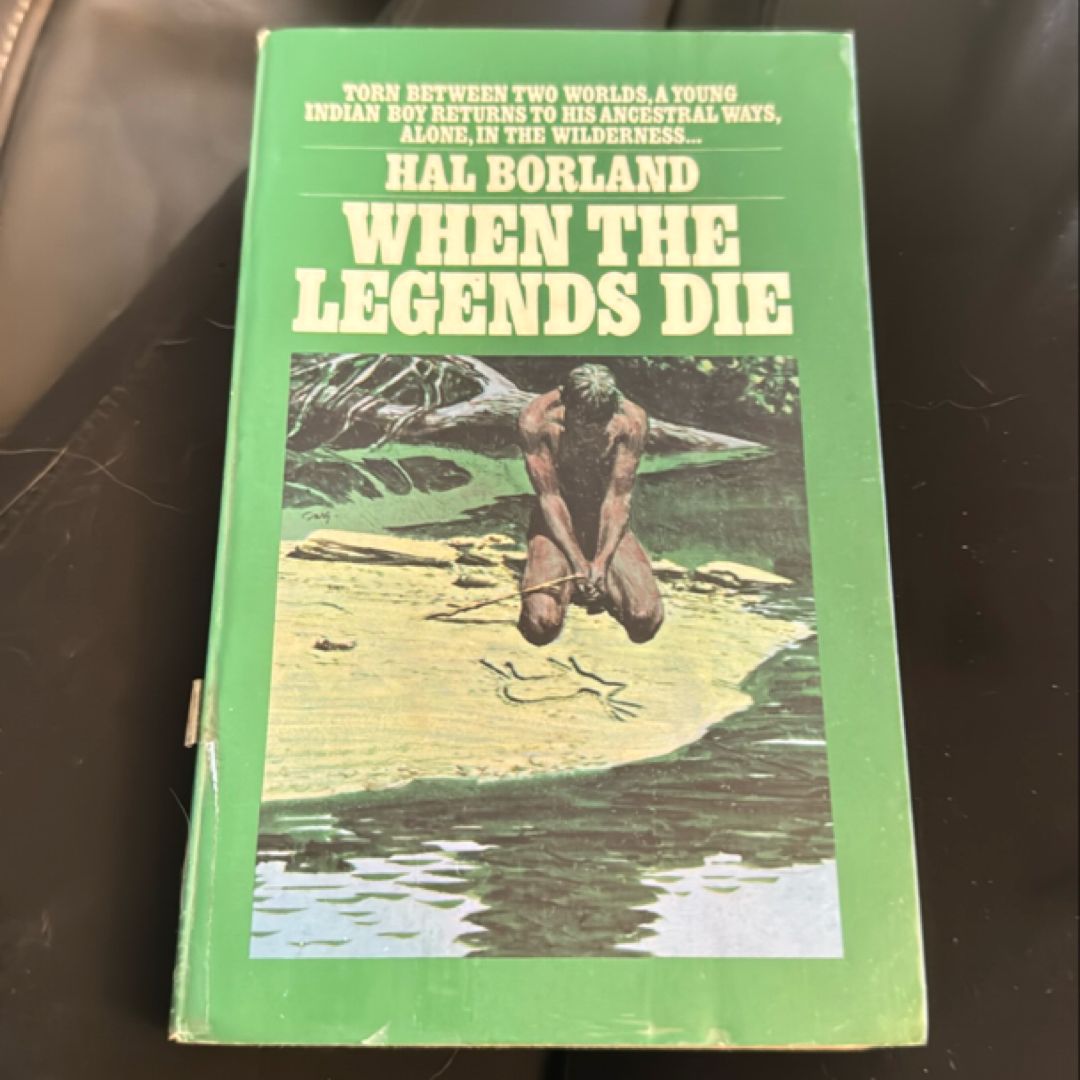 TORN BETWEEN TWO WORLDS, A YOUNG
INDIAN BOY RETURNS TO HIS ANCESTRAL WAYS,
ALONE, IN THE WILDERNESS...
HAL BORLAND
WHEN THE
LEGENDS DIE